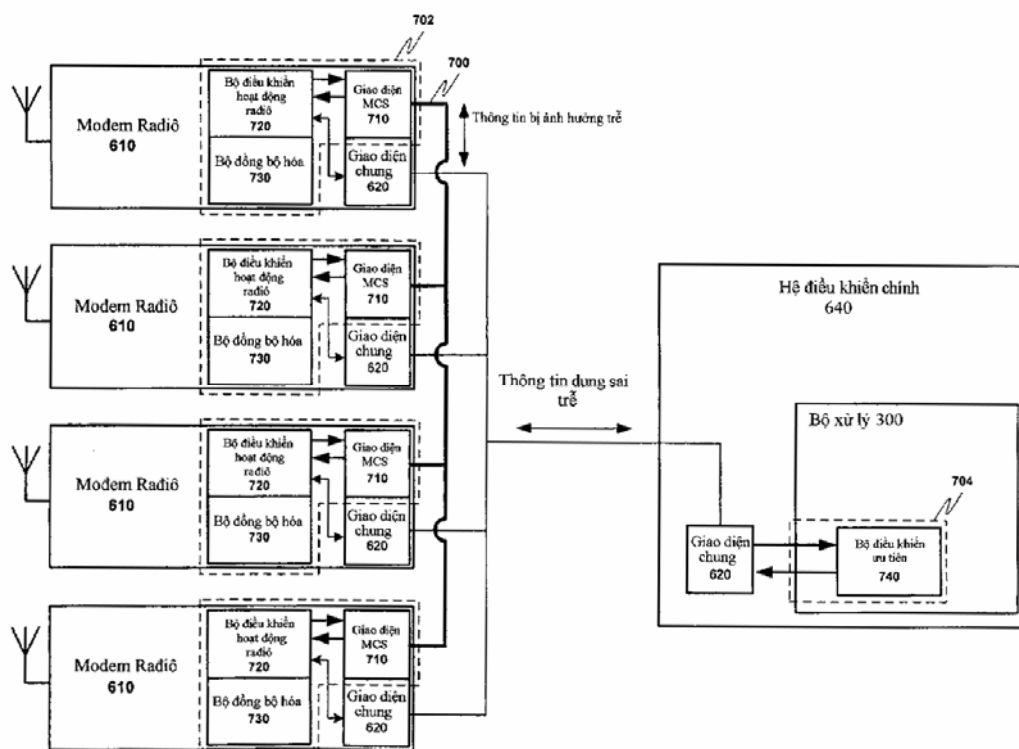 702
700
Modem Radiô
610
Bộ điều khiển
hoạt động
radiô
720
Bộ đồng bộ hóa
730
Giao diện
MCS
710
Giao diện
chung
620
Thông tin bị ảnh hưởng trễ
Modem Radiô
610
Bộ điều khiển
hoạt động
radiô
720
Bộ đồng bộ hóa
730
Giao diện
MCS
710
Giao diện
chung
620
Modem Radiô
610
Bộ điều khiển
hoạt động
radiô
720
Bộ đồng bộ hóa
730
Giao diện
MCS
710
Giao diện
chung
620
Modem Radiô
610
Bộ điều khiển
hoạt động
radiô
720
Bộ đồng bộ hóa
730
Giao diện
MCS
710
Giao diện
chung
620
Thông tin dung sai
trễ
Hệ điều khiển chính
640
Bộ xử lý 300
704
Giao diện
chung
620
Bộ điều khiển
ưu tiên
740